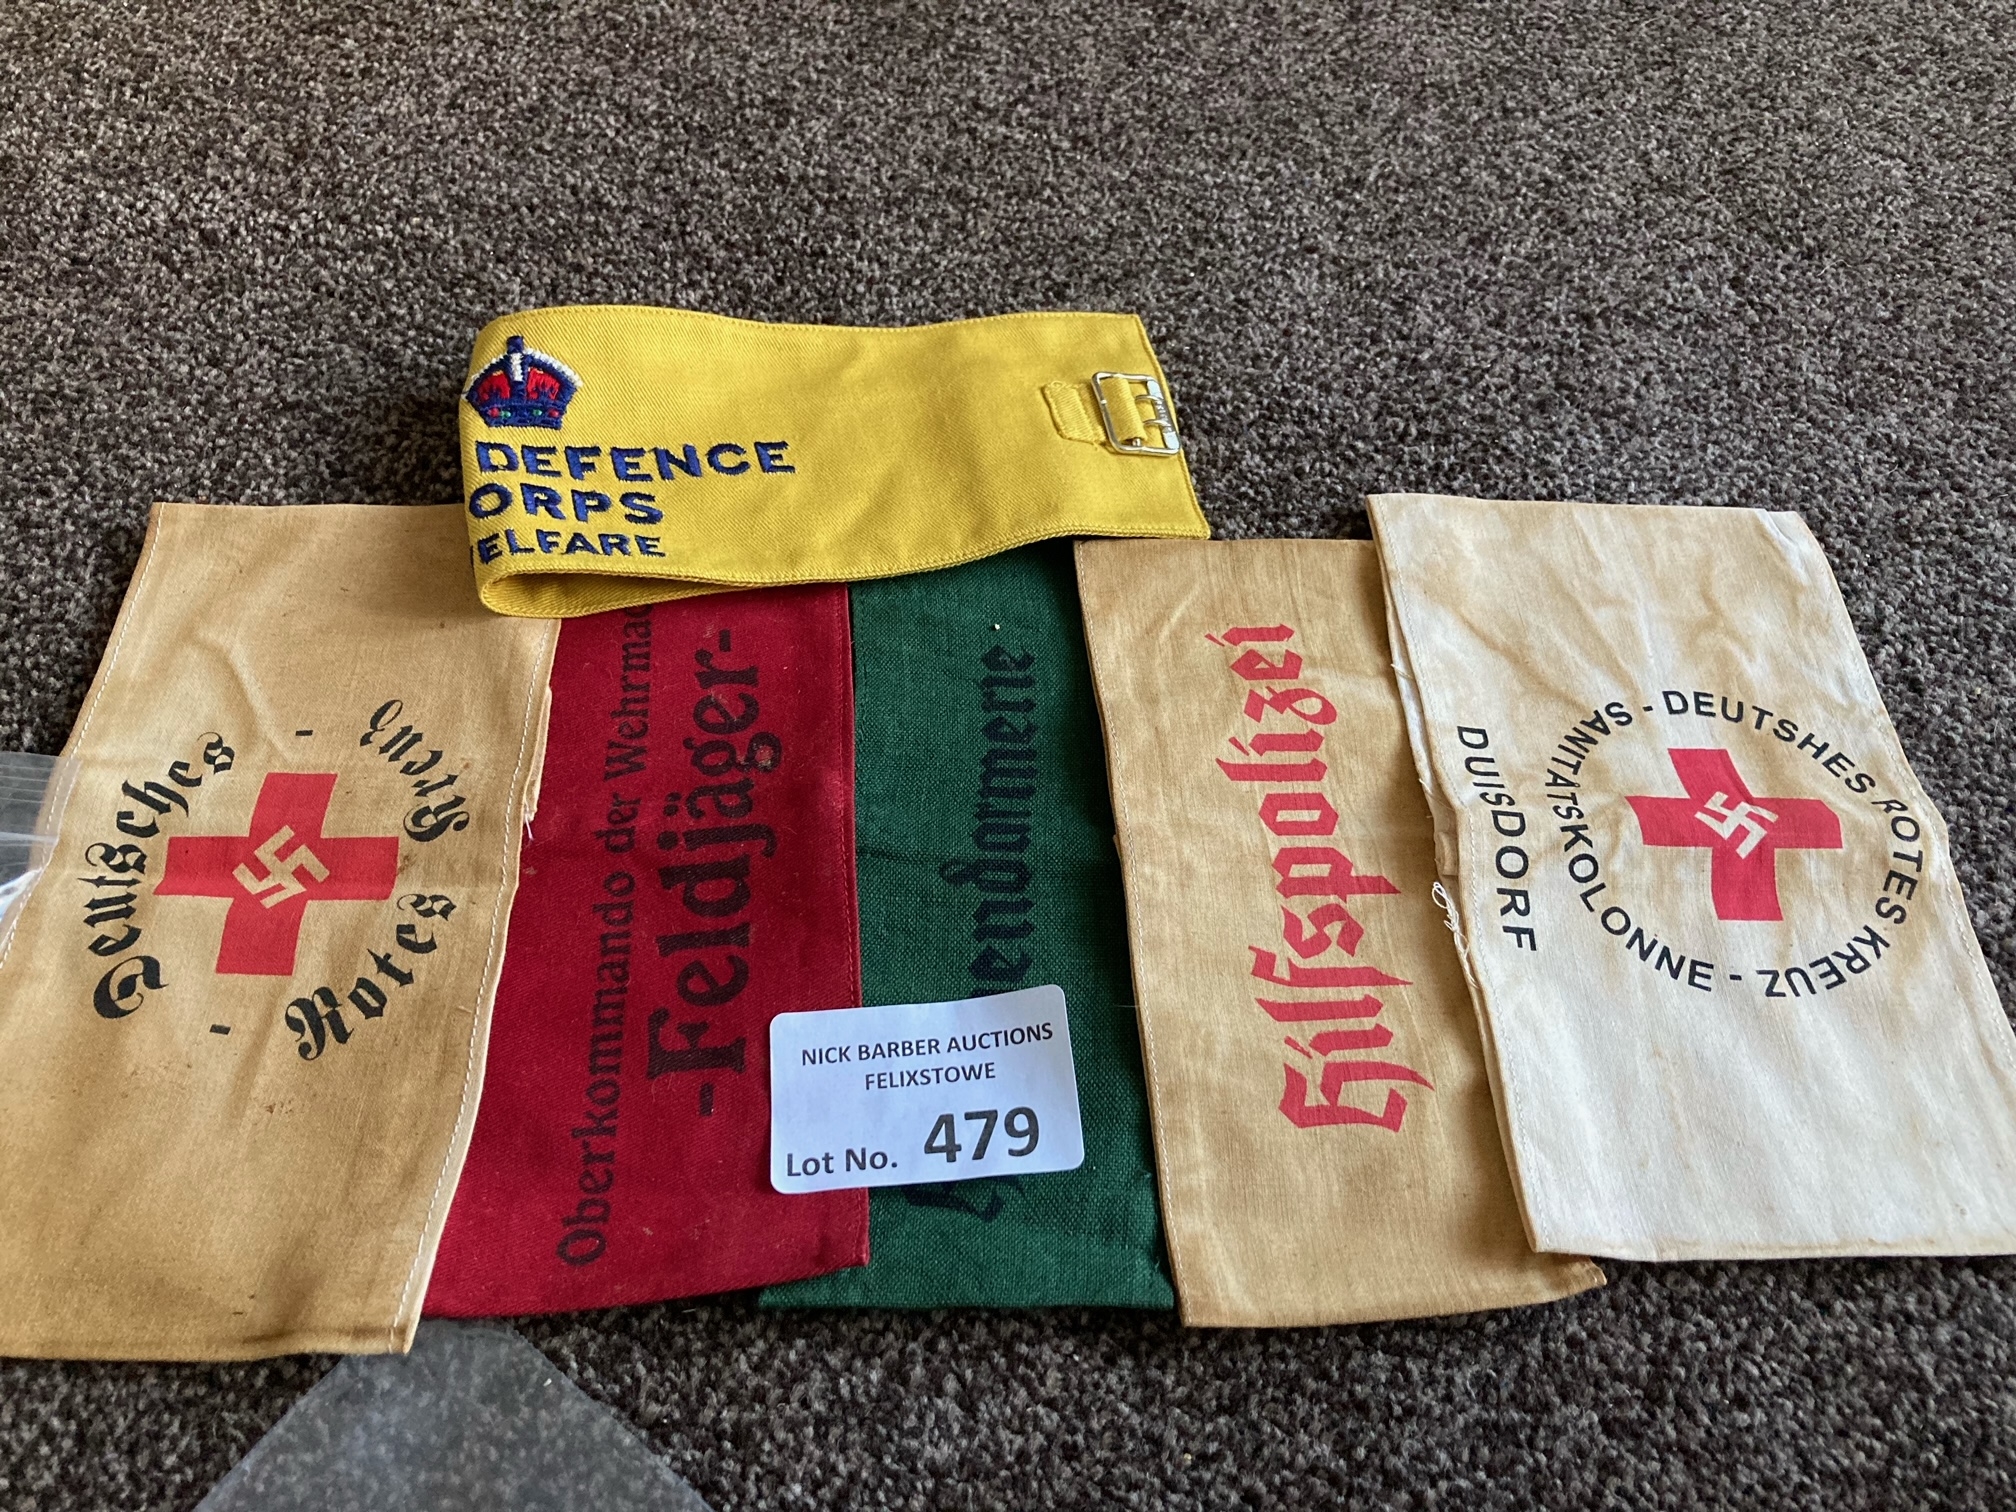 DEFENCE
ORPS
ELFARE
Deutsches - Rotes Kreuz -
Oberkommando der Wehrmac
-Feldjäger-
NICK BARBER AUCTIONS
FELIXSTOWE
Lot No. 479
Hilfspolizei
- DEUTSHES ROTES KREUZ - SANITÄTSKOLONNE
DUISDORF